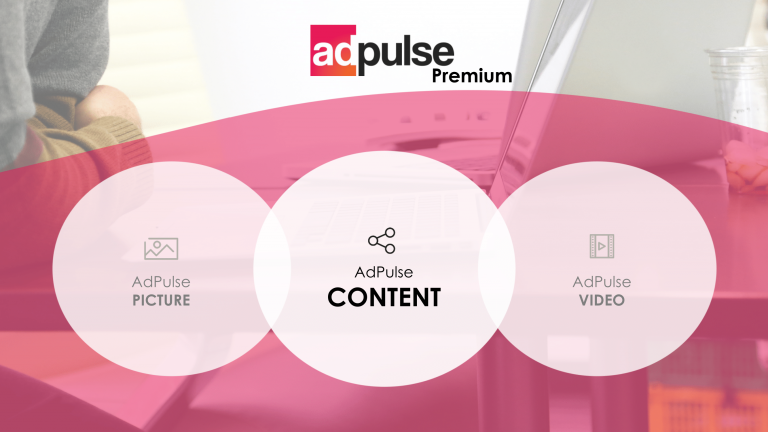 adpulse
Premium
AdPulse
PICTURE
AdPulse
CONTENT
AdPulse
VIDEO